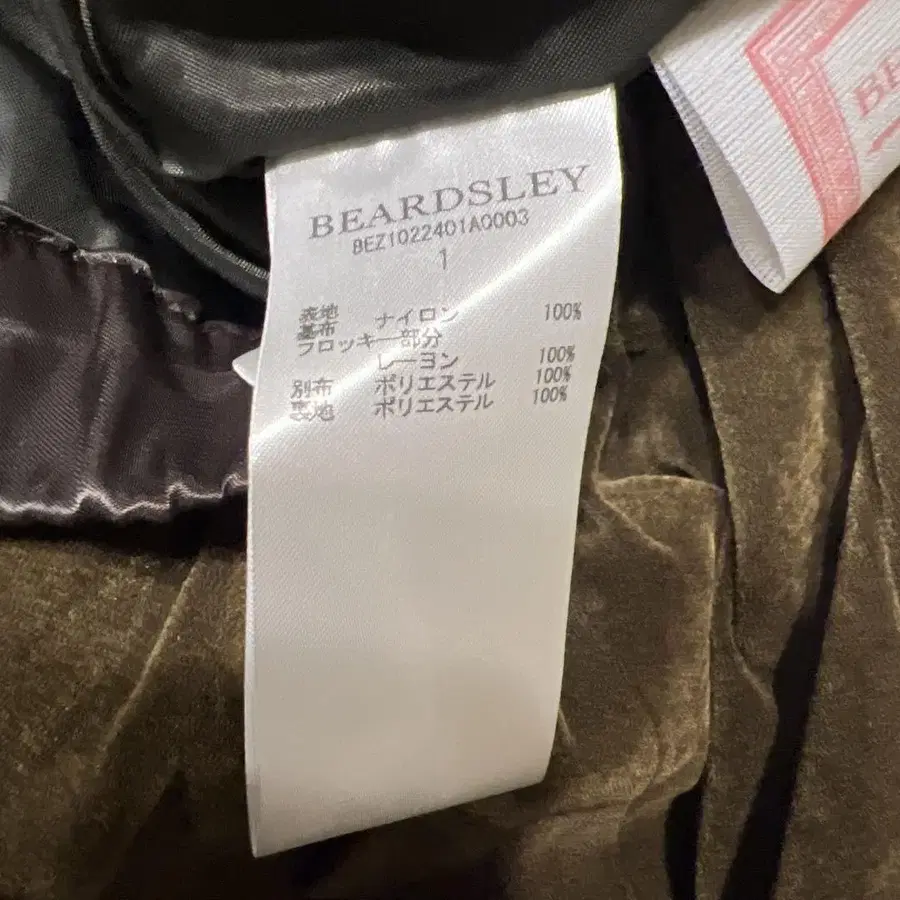 BEARDSLEY
BEZ1022401A0003
1
表地
基布 ナイロン 100%
フロッキー部分
レーヨン 100%
別布 ポリエステル 100%
裏地 ポリエステル 100%
BE